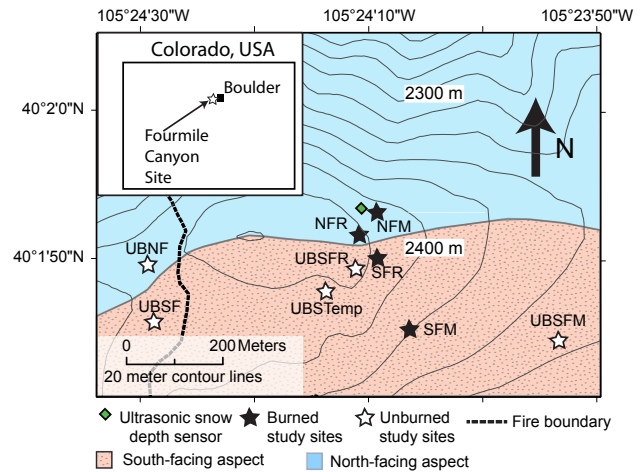 105°24'30" 105°24'10" 105°23'50"
Colorado, USA
Boulder
Fourmile
Canyon
Site
40°2'0"
40°1'50"
40°1'40"
2300 m
N
NFR NFM
2400 m
UBNF
UBSFR SFR
UBSTemp
UBSF
SFM
UBSFM
0 200 Meters
20 meter contour lines
Ultrasonic snow
depth sensor
Burned
study sites
Unburned
study sites
Fire boundary
South-facing aspect North-facing aspect